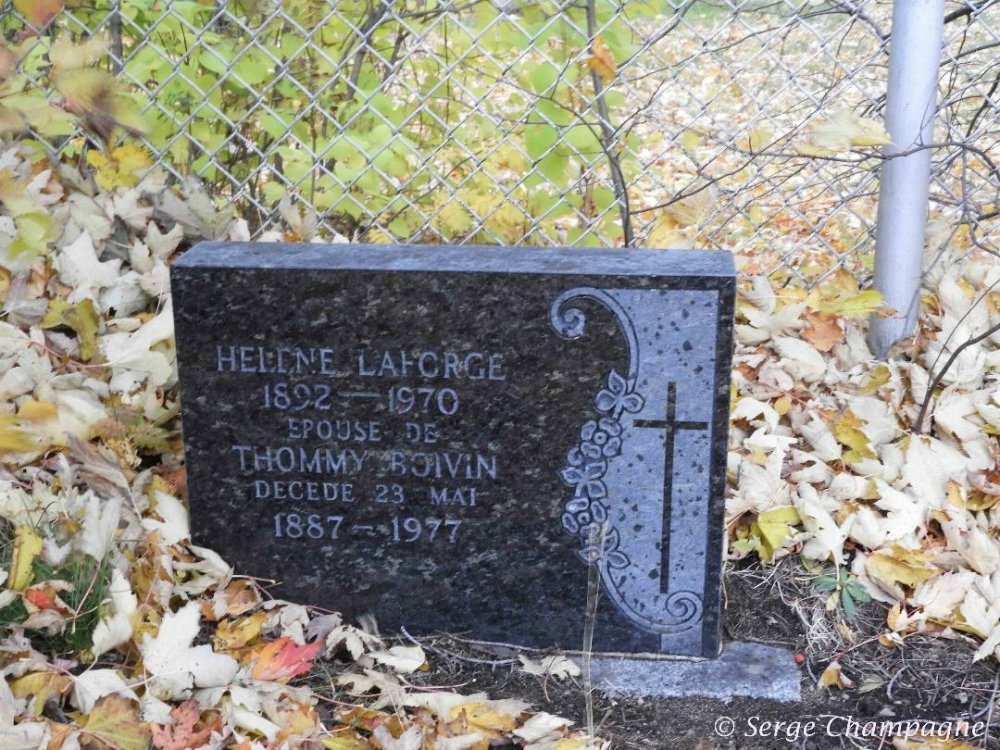 HELENE LAFORGE
1892 — 1970
EPOUSE DE
THOMMY BOIVIN
DECEDE 23 MAI
1887 — 1977
© Serge Champagne